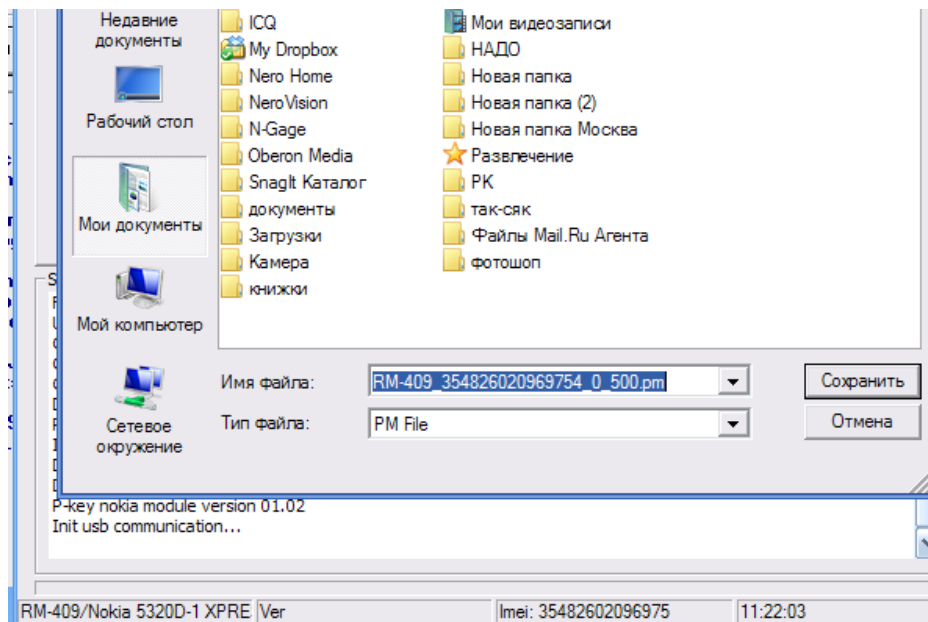 Недавние
документы
Рабочий стол
Мои документы
Мой компьютер
Сетевое
окружение
ICQ
My Dropbox
Nero Home
NeroVision
N-Gage
Oberon Media
SnagIt Каталог
документы
Загрузки
Камера
книжки
Мои видеозаписи
НАДО
Новая папка
Новая папка (2)
Новая папка Москва
Развлечение
РК
так-сяк
Файлы Mail.Ru Агента
фотошоп
Имя файла:
RM-409_354826020969754_0_500.pm
Сохранить
Тип файла:
PM File
Отмена
P-key nokia module version 01.02
Init usb communication...
RM-409/Nokia 5320D-1 XPRE
Ver
Imei: 35482602096975
11:22:03